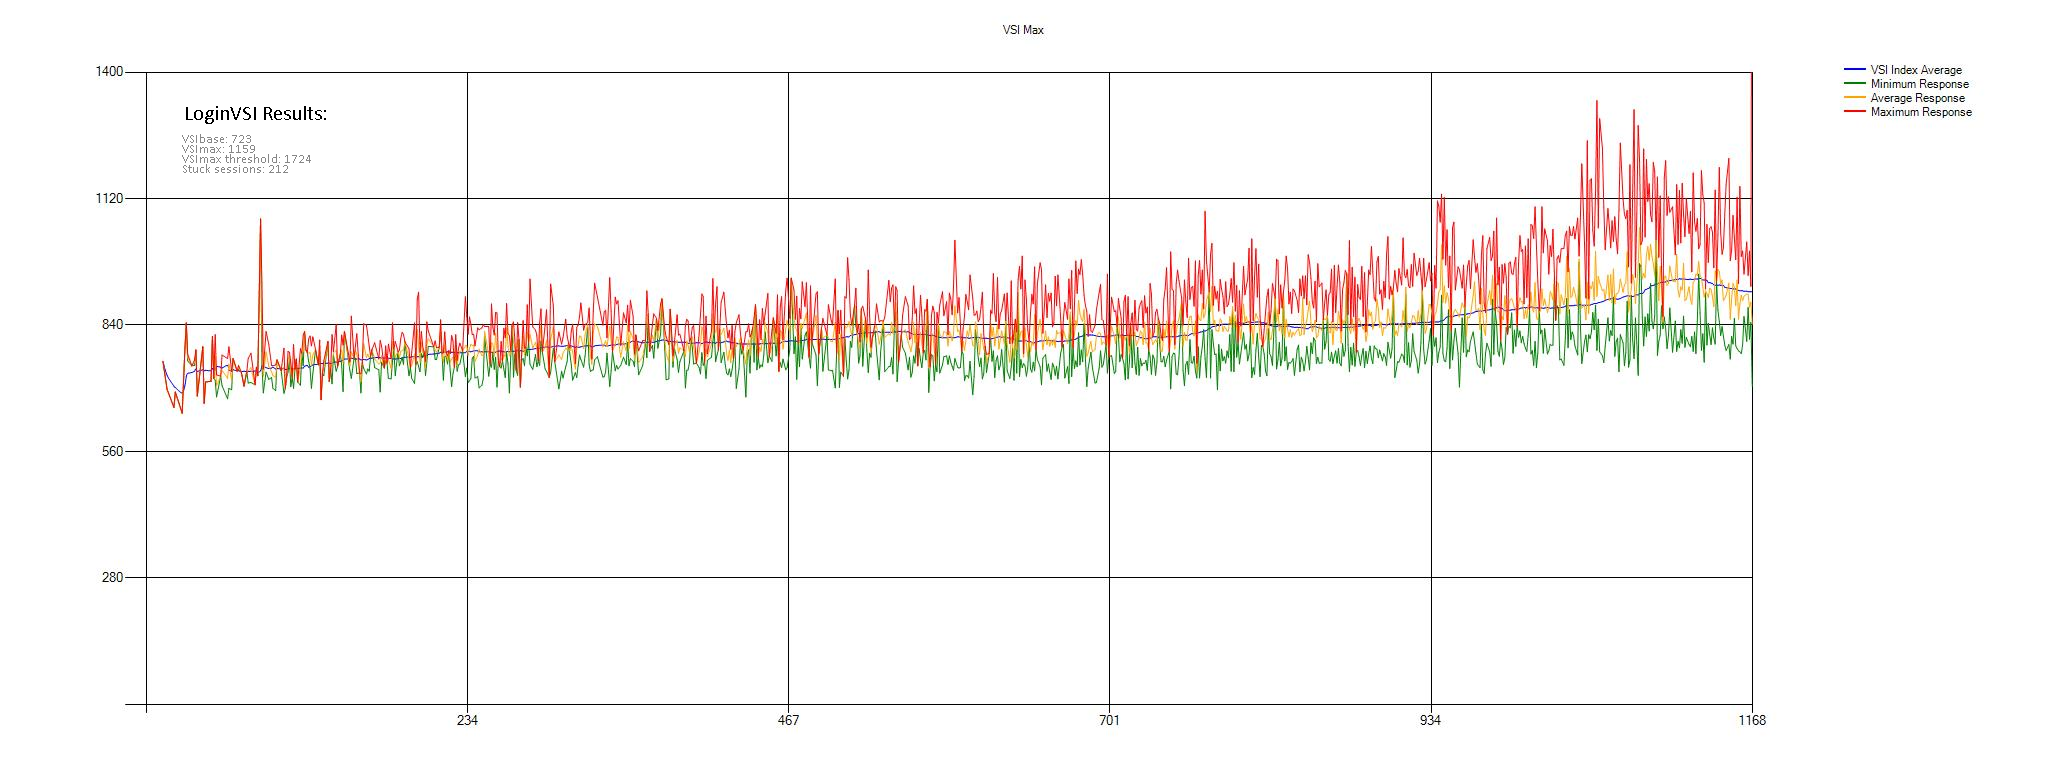 VSI Max
1400
1120
840
560
280
LoginVSI Results:
VSIbase: 723
VSImax: 1159
VSImax threshold: 1724
Stuck sessions: 212
VSI Index Average
Minimum Response
Average Response
Maximum Response
234
467
701
934
1168